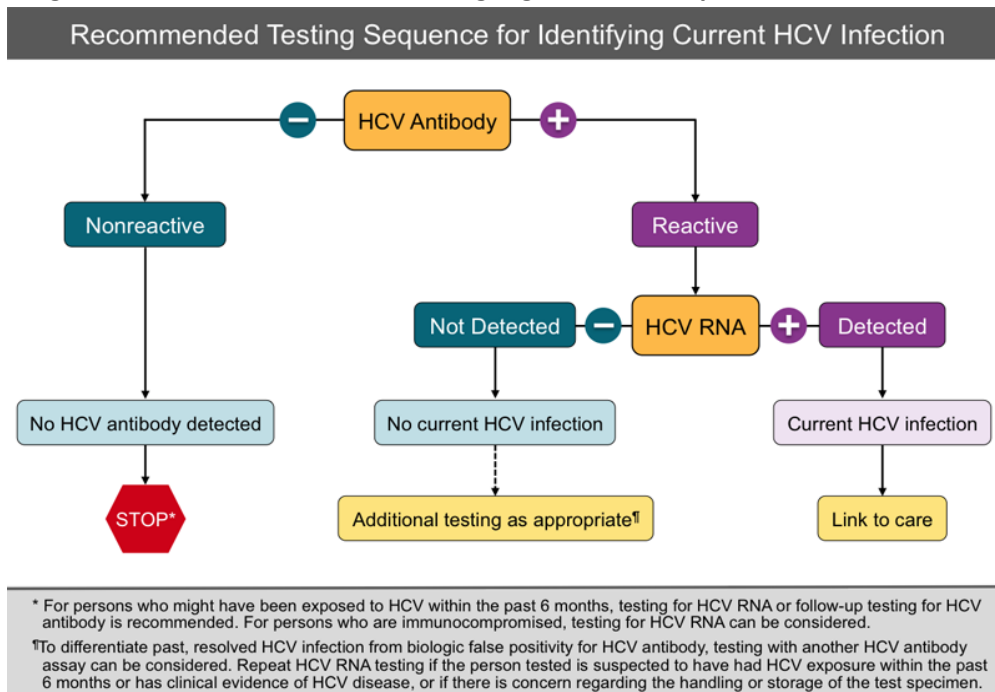 Recommended Testing Sequence for Identifying Current HCV Infection
HCV Antibody
Nonreactive
Reactive
Not Detected
HCV RNA
Detected
No HCV antibody detected
No current HCV infection
Current HCV infection
STOP*
Additional testing as appropriate¶
Link to care
* For persons who might have been exposed to HCV within the past 6 months, testing for HCV RNA or follow-up testing for HCV
antibody is recommended. For persons who are immunocompromised, testing for HCV RNA can be considered.
¶To differentiate past, resolved HCV infection from biologic false positivity for HCV antibody, testing with another HCV antibody
assay can be considered. Repeat HCV RNA testing if the person tested is suspected to have had HCV exposure within the past
6 months or has clinical evidence of HCV disease, or if there is concern regarding the handling or storage of the test specimen.